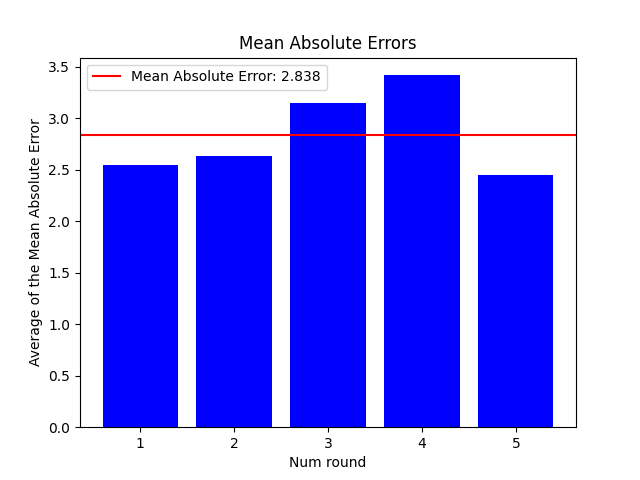 Mean Absolute Errors
Mean Absolute Error: 2.838
Average of the Mean Absolute Error
3.5
3.0
2.5
2.0
1.5
1.0
0.5
0.0
1 2 3 4 5
Num round